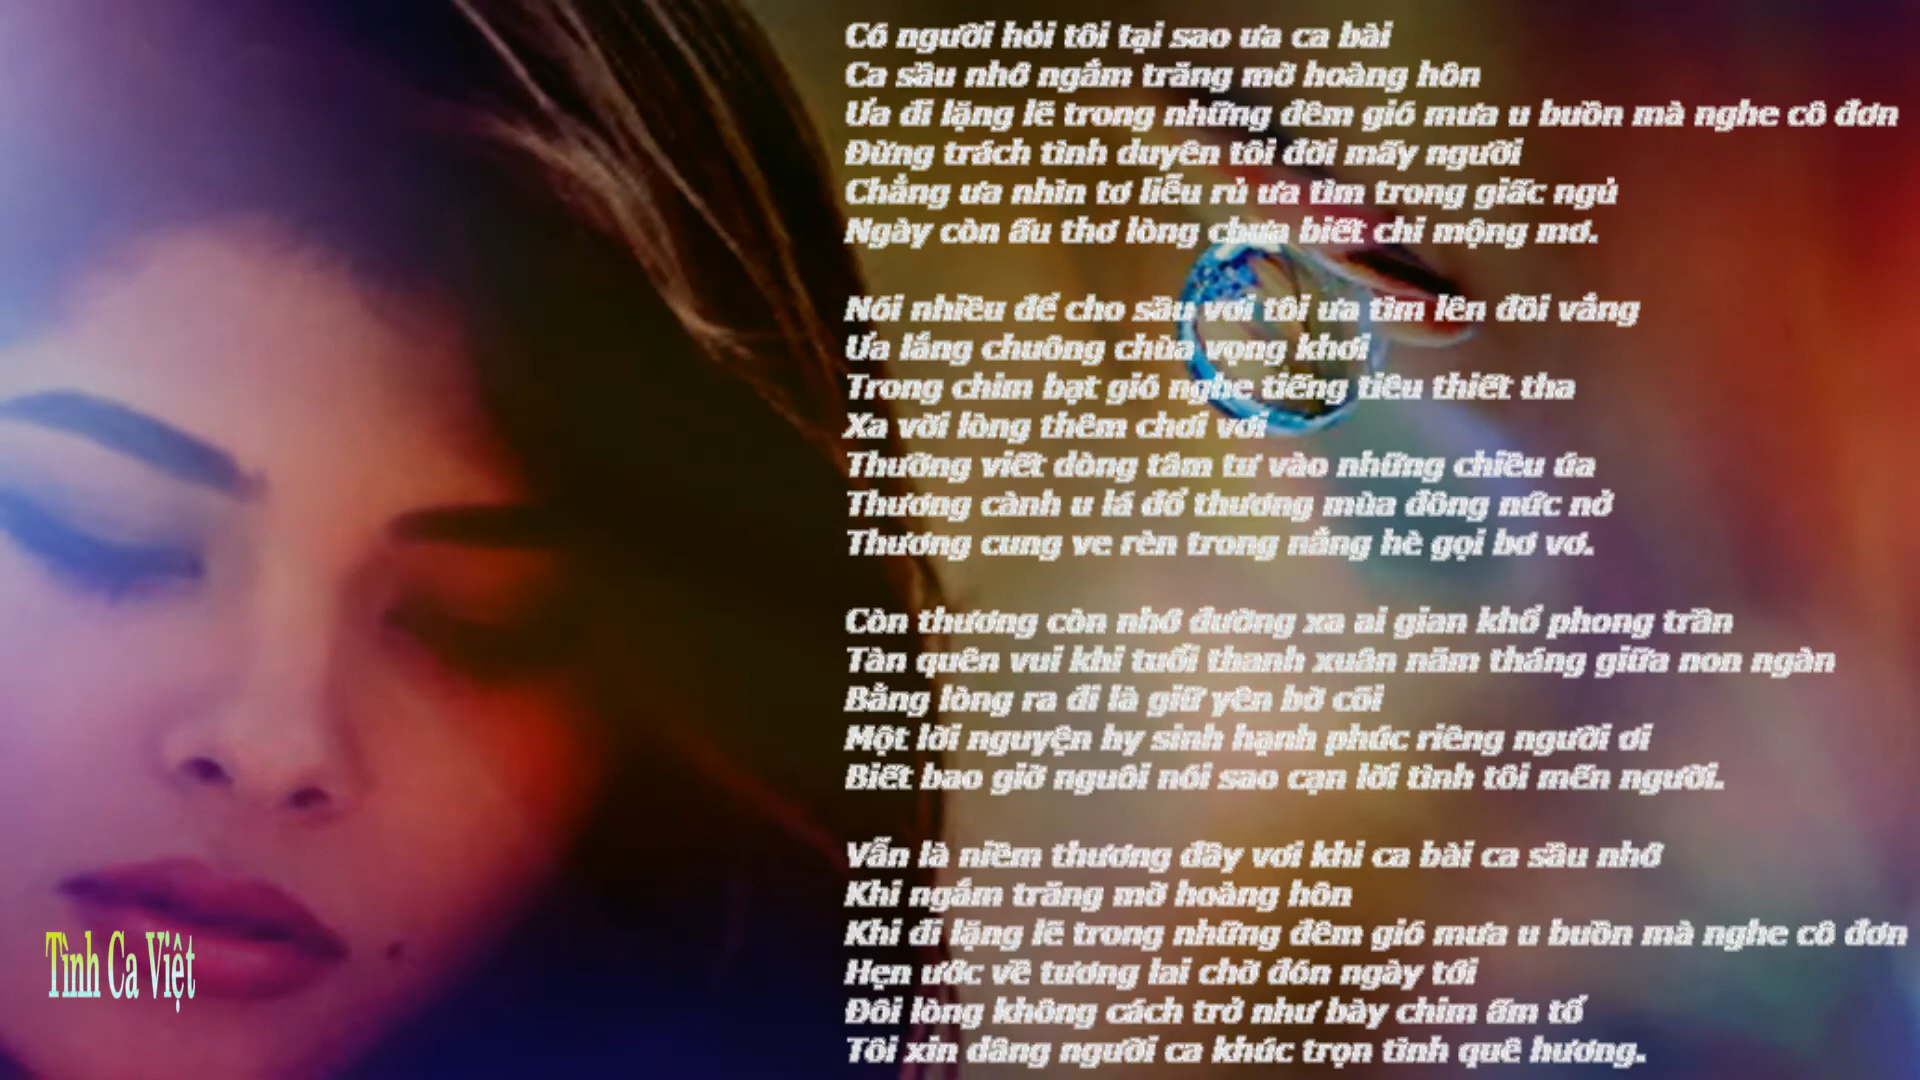 Có người hỏi tôi tại sao ưa ca bài
Ca sầu nhớ ngắm trăng mờ hoàng hôn
Ưa đi lặng lẽ trong những đêm gió mưa u buồn mà nghe cô đơn
Đừng trách tình duyên tôi đời mấy người
Chẳng ưa nhìn tơ liễu rủ ưa tìm trong giấc ngủ
Ngày còn ấu thơ lòng chưa biết chi mộng mơ.
Nói nhiều để cho sầu vơi tôi ưa tìm lên đồi vắng
Ưa lắng chuông chùa vọng khơi
Trong chim bạt gió nghe tiếng tiêu thiết tha
Xa vời lòng thêm chơi vơi
Thường viết dòng tâm tư vào những chiều úa
Thương cành u lá đổ thương mùa đông nức nở
Thương cung ve rèn trong nắng hè gọi bơ vơ.
Còn thương còn nhớ đường xa ai gian khổ phong trần
Tàn quên vui khi tuổi thanh xuân năm tháng giữa non ngàn
Bằng lòng ra đi là giữ yên bờ cõi
Một lời nguyện hy sinh hạnh phúc riêng người ơi
Biết bao giờ nguôi nói sao cạn lời tình tôi mến người.
Vẫn là niềm thương đầy vơi khi ca bài ca sầu nhớ
Khi ngắm trăng mờ hoàng hôn
Khi đi lặng lẽ trong những đêm gió mưa u buồn mà nghe cô đơn
Hẹn ước về tương lai chờ đón ngày tới
Đôi lòng không cách trở như bày chim ấm tổ
Tôi xin dâng người ca khúc trọn tình quê hương.
Tình Ca Việt